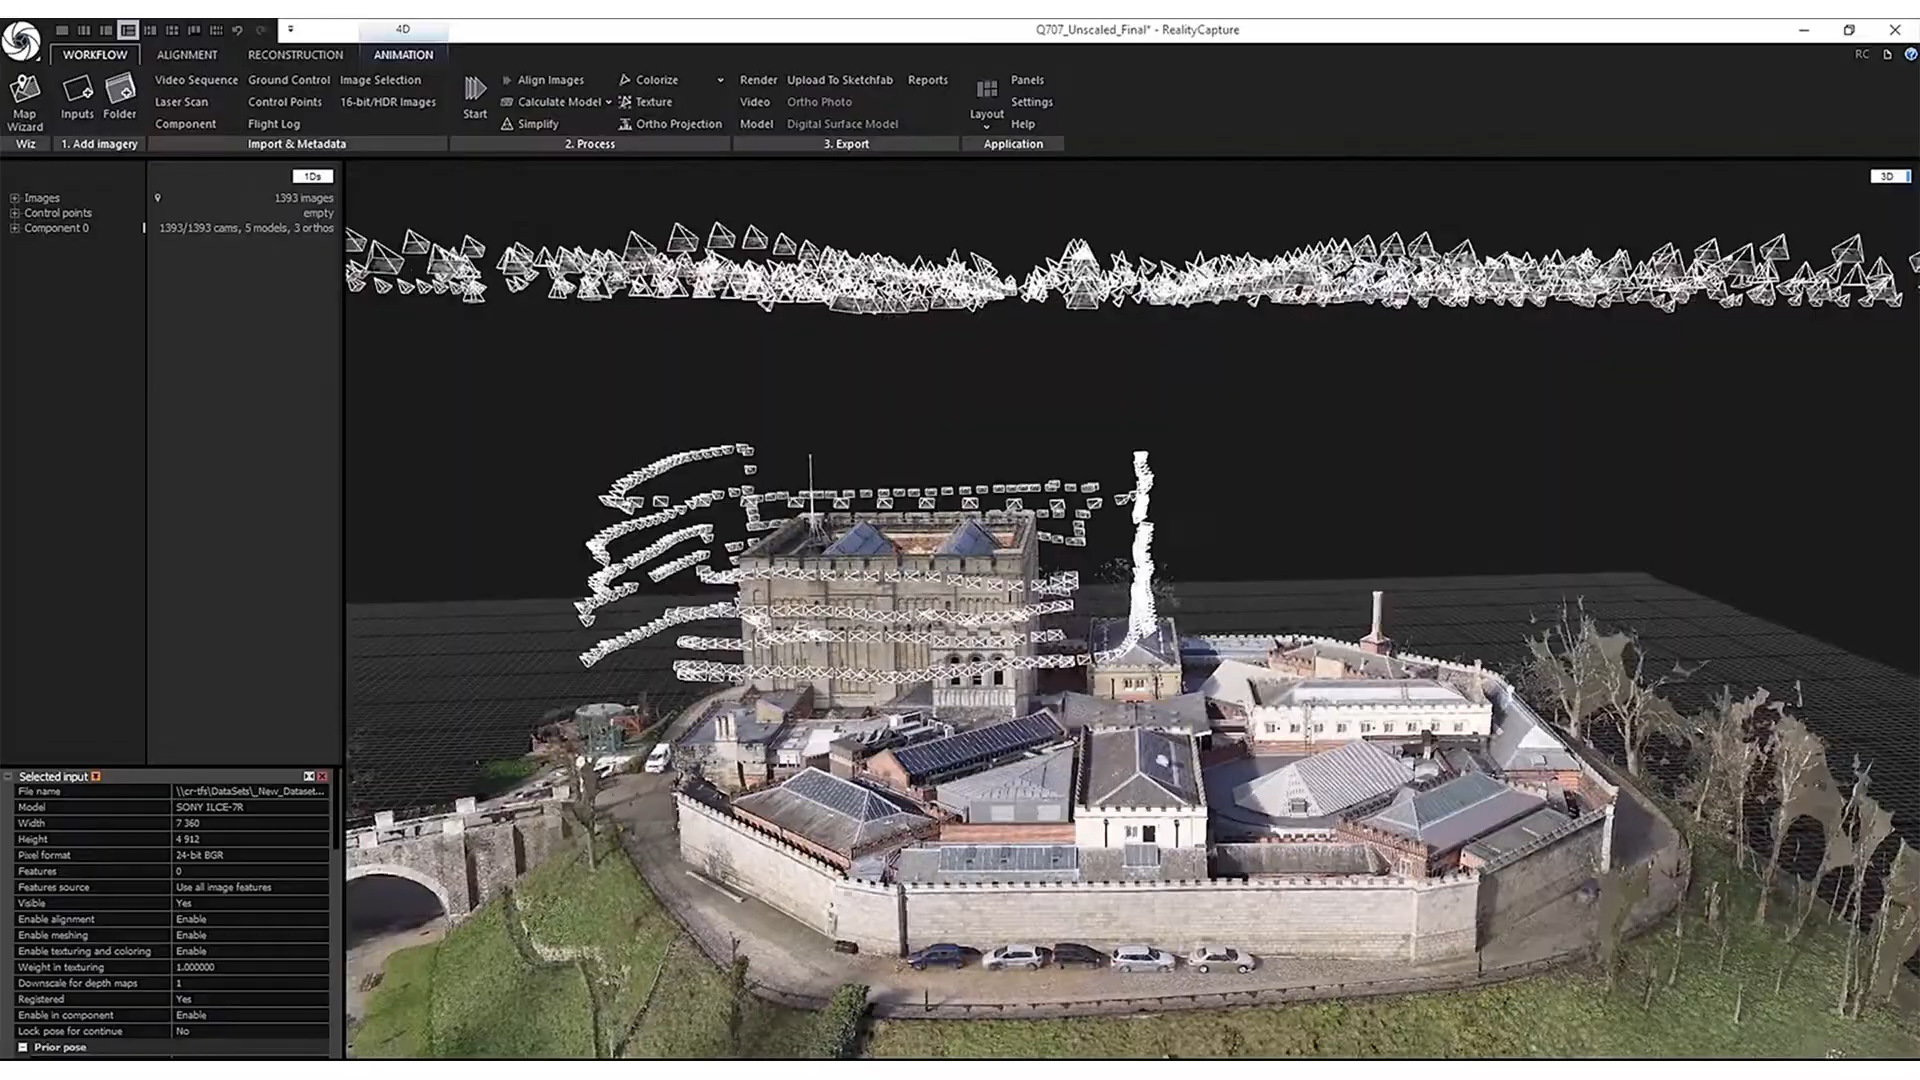 4D
Q707_Unscaled_Final* - RealityCapture
WORKFLOW ALIGNMENT RECONSTRUCTION ANIMATION
RC
Map Wizard
Inputs
Folder
Video Sequence Ground Control Image Selection
Laser Scan Control Points 16-bit/HDR Images
Component Flight Log
Start
Align Images Colorize
Calculate Model Texture
Simplify Ortho Projection
Render Upload To Sketchfab Reports
Video Ortho Photo
Model Digital Surface Model
Layout
Panels
Settings
Help
Wiz 1. Add imagery Import & Metadata 2. Process 3. Export Application
1Ds
3D
Images 1393 images
Control points empty
Component 0 1393/1393 cams, 5 models, 3 orthos
Selected input
File name \\cr-tfs\DataSets\_New_Dataset...
Model SONY ILCE-7R
Width 7 360
Height 4 912
Pixel format 24-bit BGR
Features 0
Features source Use all image features
Visible Yes
Enable alignment Enable
Enable meshing Enable
Enable texturing and coloring Enable
Weight in texturing 1.000000
Downscale for depth maps 1
Registered Yes
Enable in component Enable
Lock pose for continue No
Prior pose